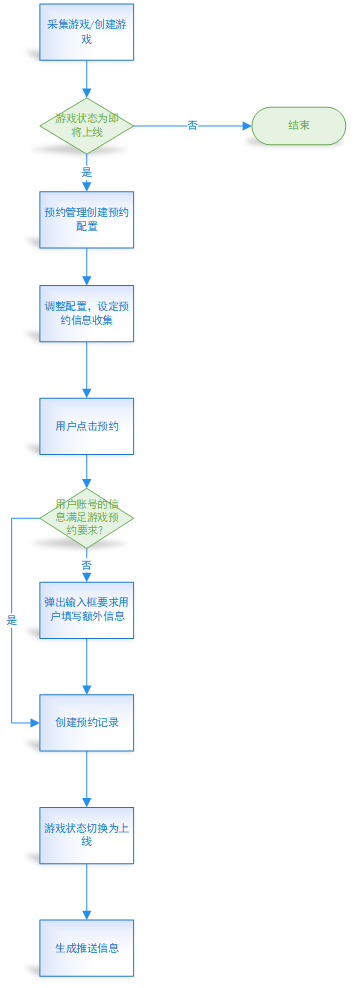 采集游戏/创建游
戏
游戏状态为即
将上线
否
结束
是
预约管理创建预约
配置
调整配置，设定预
约信息收集
用户点击预约
用户账号的信
息满足游戏预
约要求?
否
弹出输入框要求用
户填写额外信息
是
创建预约记录
游戏状态切换为上
线
生成推送信息